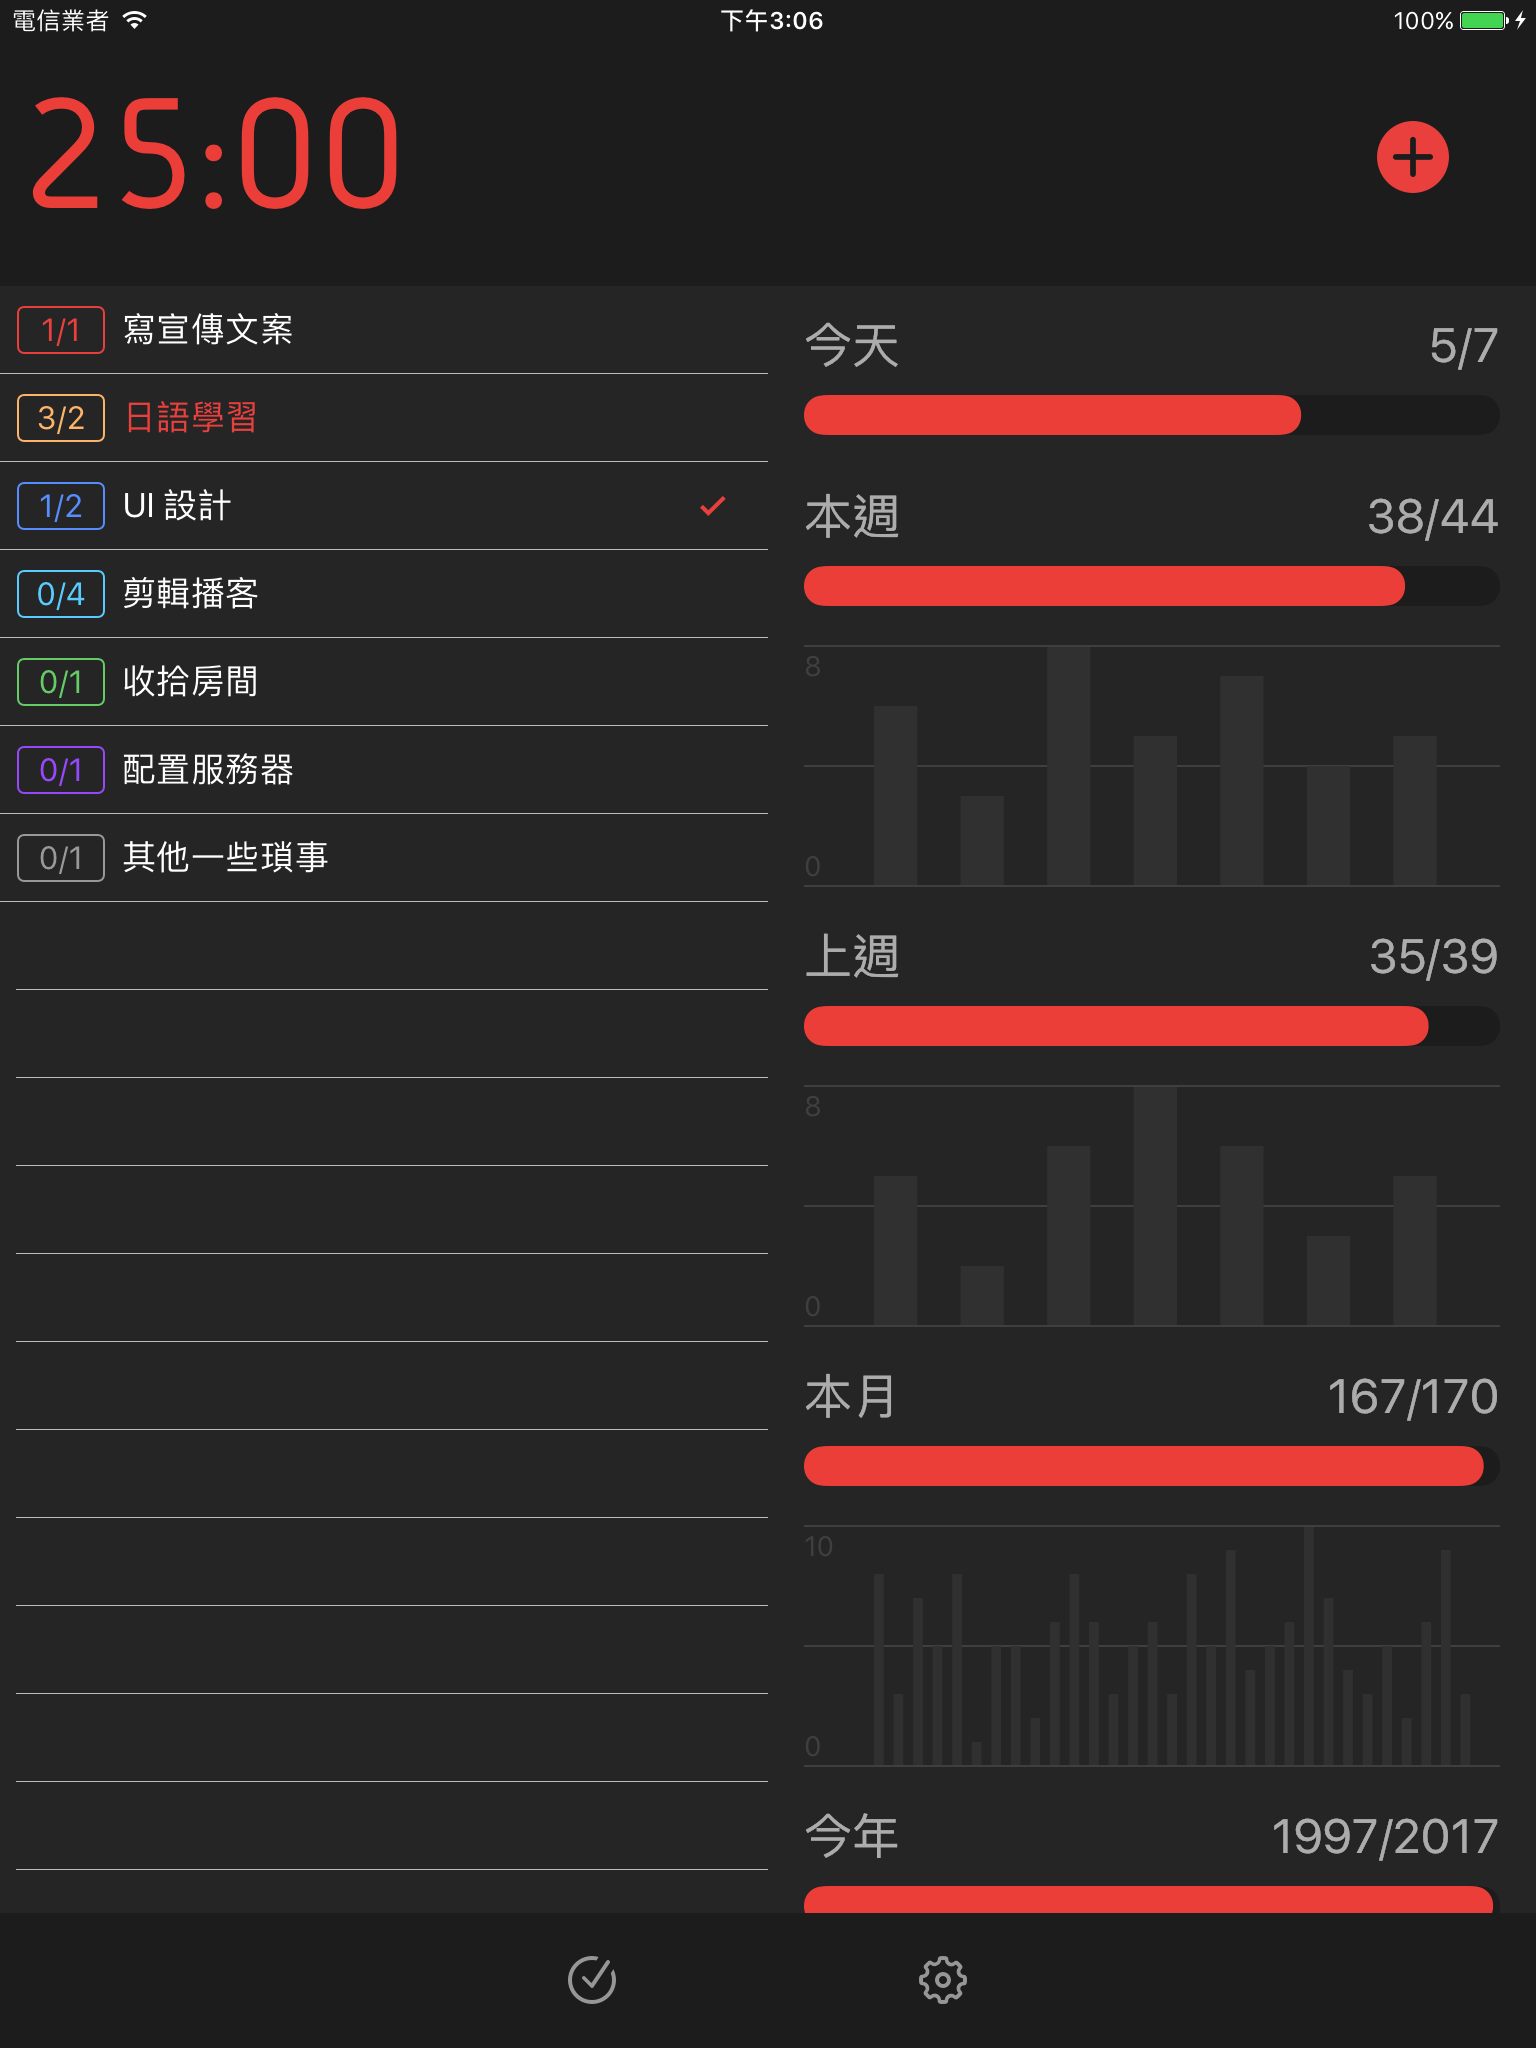 電信業者 下午3:06 100%
25:00
1/1 寫宣傳文案
3/2 日語學習
1/2 UI 設計
0/4 剪輯播客
0/1 收拾房間
0/1 配置服務器
0/1 其他一些瑣事
今天 5/7
本週 38/44
8
0
上週 35/39
8
0
本月 167/170
10
0
今年 1997/2017